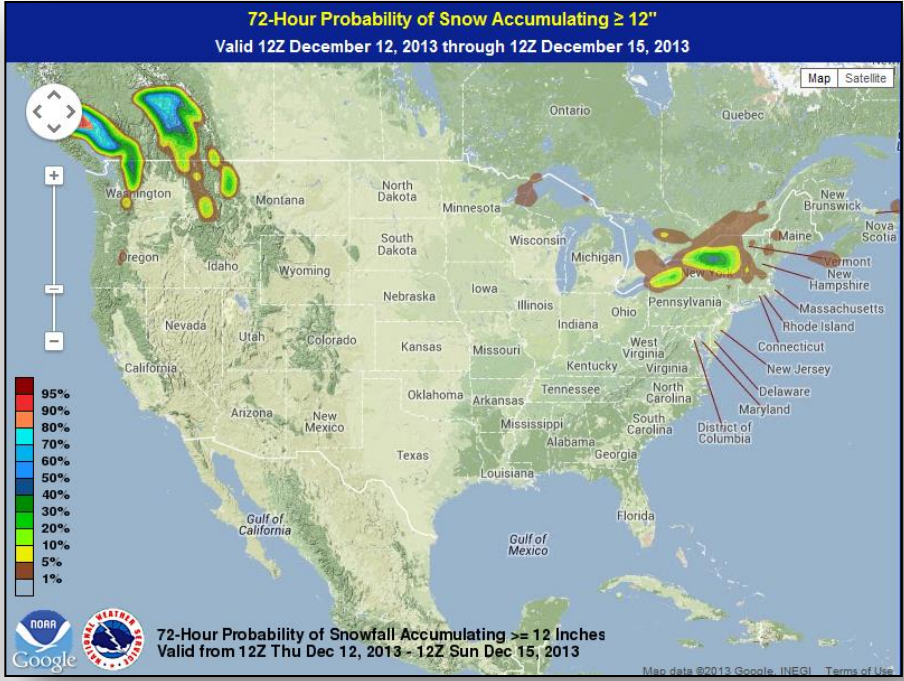 72-Hour Probability of Snow Accumulating ≥ 12"
Valid 12Z December 12, 2013 through 12Z December 15, 2013
Map
Satellite
Ontario
Quebec
New
Brunswick
Nova
Scotia
Maine
Washington
Montana
North
Dakota
Minnesota
Oregon
Idaho
South
Dakota
Wisconsin
Michigan
New York
Vermont
New
Hampshire
Wyoming
Nebraska
Iowa
Illinois
Indiana
Ohio
Pennsylvania
Massachusetts
Rhode Island
Connecticut
Nevada
Utah
Colorado
Kansas
Missouri
West
Virginia
Kentucky
Virginia
New Jersey
Delaware
Maryland
District of
Columbia
California
Oklahoma
Arkansas
Tennessee
North
Carolina
Arizona
New
Mexico
Mississippi
South
Carolina
Alabama
Georgia
Texas
Louisiana
Florida
Gulf of
California
Gulf of
Mexico
95%
90%
80%
70%
60%
50%
40%
30%
20%
10%
5%
1%
NOAA
Google
NATIONAL WEATHER SERVICE
72-Hour Probability of Snowfall Accumulating >= 12 Inches
Valid from 12Z Thu Dec 12, 2013 - 12Z Sun Dec 15, 2013
Map data ©2013 Google, INEGI
Terms of Use